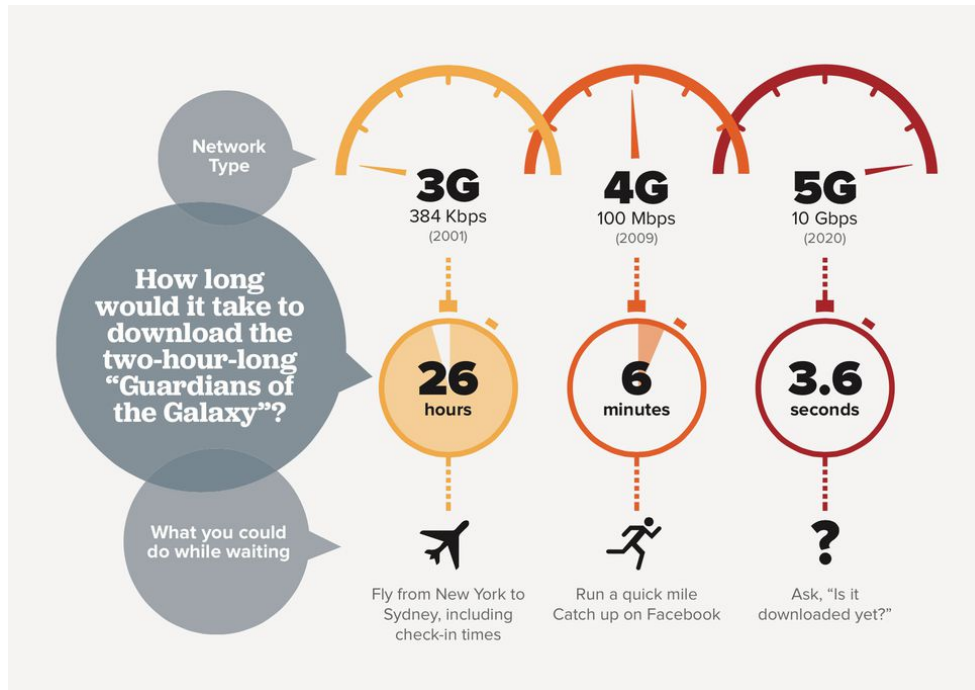 Network
Type
3G
384 Kbps
(2001)
4G
100 Mbps
(2009)
5G
10 Gbps
(2020)
How long
would it take to
download the
two-hour-long
“Guardians of
the Galaxy”?
26
hours
6
minutes
3.6
seconds
What you could
do while waiting
?
Fly from New York to
Sydney, including
check-in times
Run a quick mile
Catch up on Facebook
Ask, “Is it
downloaded yet?”